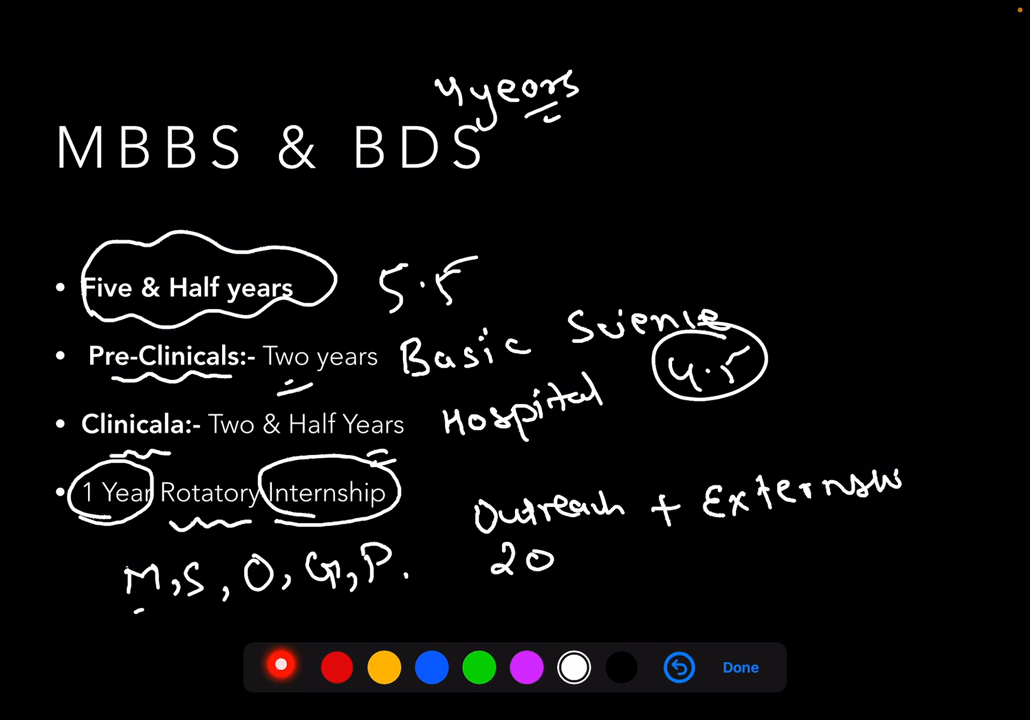 4 years
MBBS & BDS
• Five & Half years 5.5
• Pre-Clinicals:- Two years Basic Science
4.5
• Clinicala:- Two & Half Years Hospital
• 1 Year Rotatory Internship Outreach +
M, S, O, G, P. 20
Done